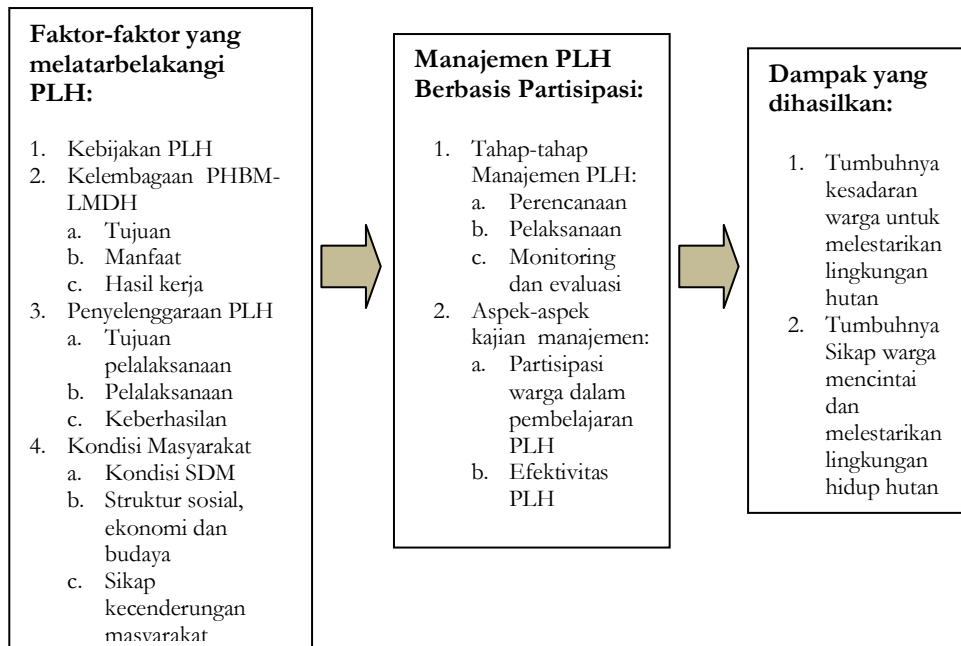 Faktor-faktor yang
melatarbelakangi
PLH:
1. Kebijakan PLH
2. Kelembagaan PHBM-
LMDH
a. Tujuan
b. Manfaat
c. Hasil kerja
3. Penyelenggaraan PLH
a. Tujuan
pelalaksanaan
b. Pelalaksanaan
c. Keberhasilan
4. Kondisi Masyarakat
a. Kondisi SDM
b. Struktur sosial,
ekonomi dan
budaya
c. Sikap
kecenderungan
masyarakat
Manajemen PLH
Berbasis Partisipasi:
1. Tahap-tahap
Manajemen PLH:
a. Perencanaan
b. Pelaksanaan
c. Monitoring
dan evaluasi
2. Aspek-aspek
kajian manajemen:
a. Partisipasi
warga dalam
pembelajaran
PLH
b. Efektivitas
PLH
Dampak yang
dihasilkan:
1. Tumbuhnya
kesadaran
warga untuk
melestarikan
lingkungan
hutan
2. Tumbuhnya
Sikap warga
mencintai
dan
melestarikan
lingkungan
hidup hutan